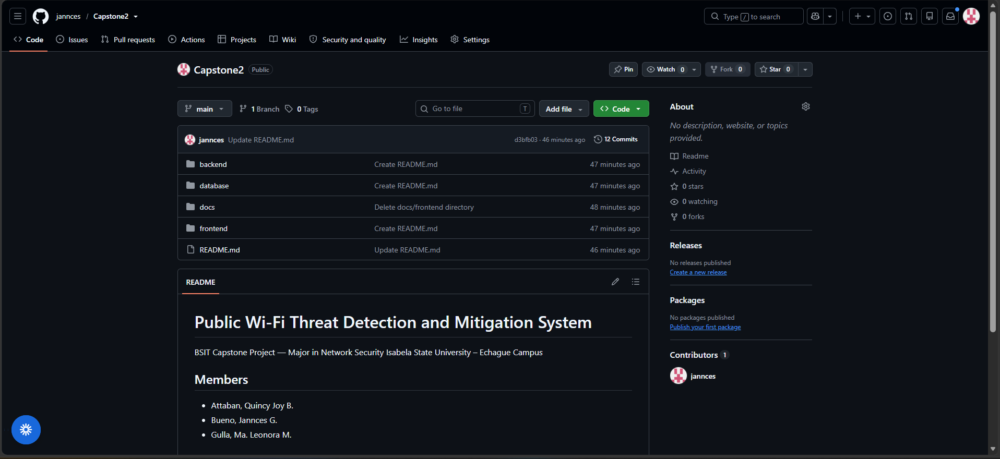 jannces / Capstone2
Type / to search
Code Issues Pull requests Actions Projects Wiki Security and quality Insights Settings
Capstone2 Public
Pin Watch 0 Fork 0 Star 0
main 1 Branch 0 Tags
Go to file T Add file Code
jannces Update README.md d3bfb03 · 46 minutes ago 12 Commits
backend Create README.md 47 minutes ago
database Create README.md 47 minutes ago
docs Delete docs/frontend directory 48 minutes ago
frontend Create README.md 47 minutes ago
README.md Update README.md 46 minutes ago
README
Public Wi-Fi Threat Detection and Mitigation System
BSIT Capstone Project — Major in Network Security Isabela State University – Echague Campus
Members
Attaban, Quincy Joy B.
Bueno, Jannces G.
Gulla, Ma. Leonora M.
About
No description, website, or topics
provided.
Readme
Activity
0 stars
0 watching
0 forks
Releases
No releases published
Create a new release
Packages
No packages published
Publish your first package
Contributors 1
jannces